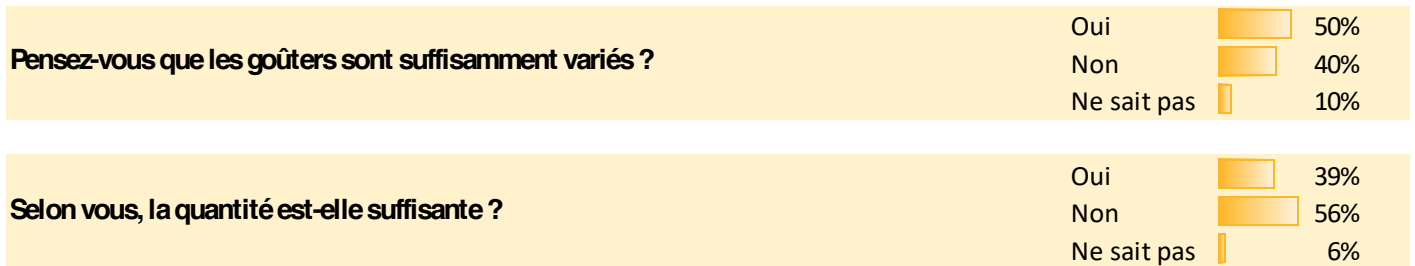 Oui 50%
Pensez-vous que les goûters sont suffisamment variés ?
Non 40%
Ne sait pas 10%
Oui 39%
Selon vous, la quantité est-elle suffisante ?
Non 56%
Ne sait pas 6%